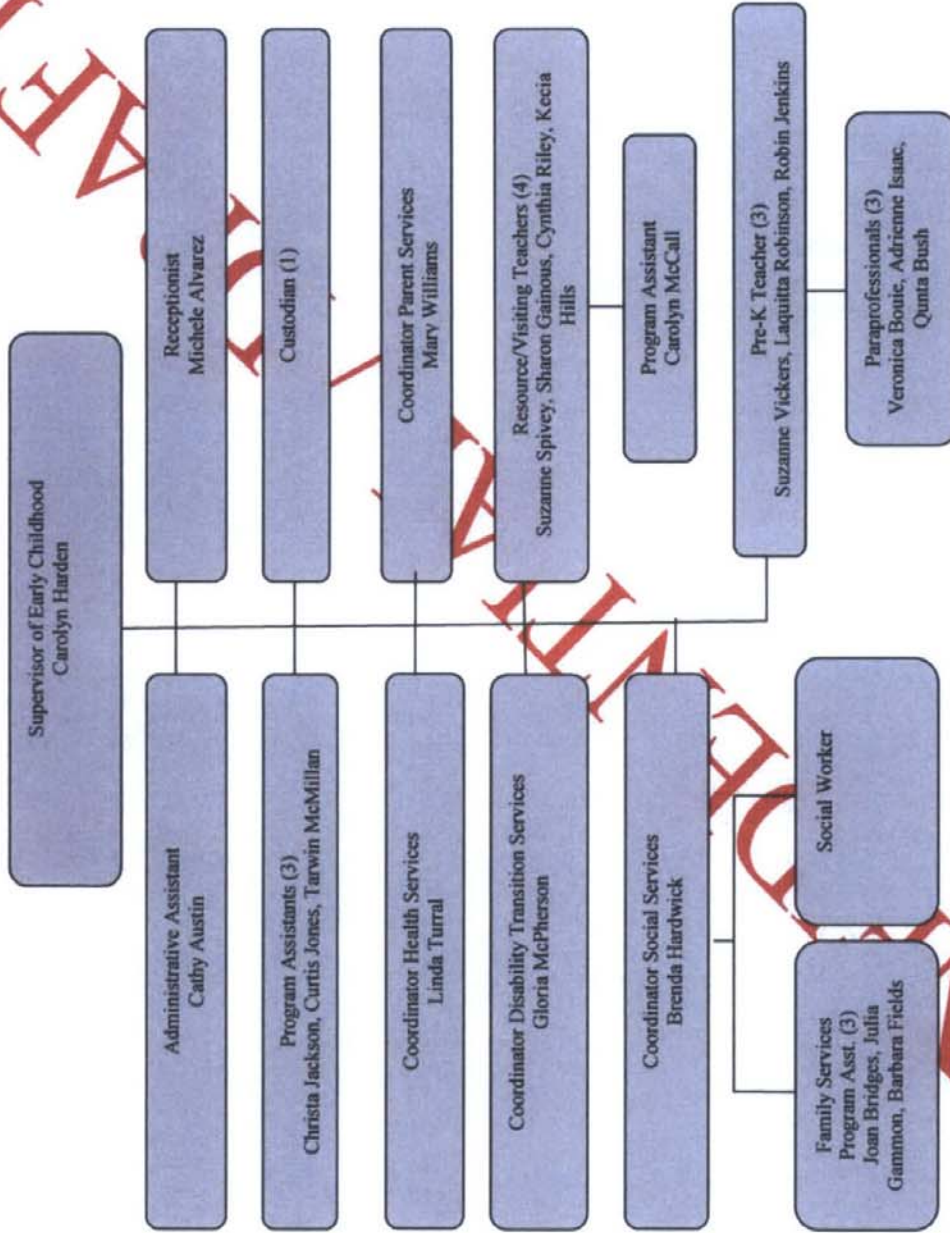 Supervisor of Early Childhood
Carolyn Harden
Administrative Assistant
Cathy Austin
Receptionist
Michele Alvarez
Program Assistants (3)
Christa Jackson, Curtis Jones, Tarwin McMillan
Custodian (1)
Coordinator Health Services
Linda Turral
Coordinator Parent Services
Mary Williams
Coordinator Disability Transition Services
Gloria McPherson
Resource/Visiting Teachers (4)
Suzanne Spivey, Sharon Gainous, Cynthia Riley, Kecia
Hills
Program Assistant
Carolyn McCall
Coordinator Social Services
Brenda Hardwick
Pre-K Teacher (3)
Suzanne Vickers, Laquitta Robinson, Robin Jenkins
Family Services
Program Asst. (3)
Joan Bridges, Julia
Gammon, Barbara Fields
Social Worker
Paraprofessionals (3)
Veronica Bouie, Adrienne Isaac,
Qunta Bush